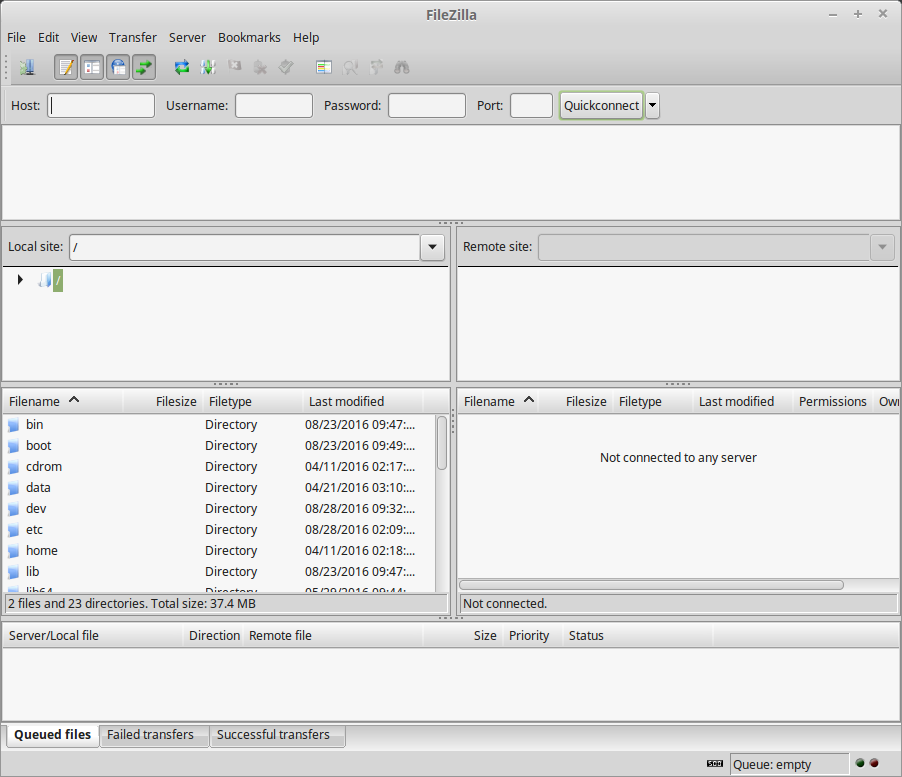 FileZilla
File Edit View Transfer Server Bookmarks Help
Host: Username: Password: Port: Quickconnect
Local site: / Remote site:
/
Filename Filesize Filetype Last modified Filename Filesize Filetype Last modified Permissions Own
bin Directory 08/23/2016 09:47:...
boot Directory 08/23/2016 09:49:...
cdrom Directory 04/11/2016 02:17:...
Not connected to any server
data Directory 04/21/2016 03:10:...
dev Directory 08/28/2016 09:32:...
etc Directory 08/28/2016 02:09:...
home Directory 04/11/2016 02:18:...
lib Directory 08/23/2016 09:47:...
lib64 Directory 05/29/2016 09:44:...
2 files and 23 directories. Total size: 37.4 MB Not connected.
Server/Local file Direction Remote file Size Priority Status
Queued files Failed transfers Successful transfers
Queue: empty